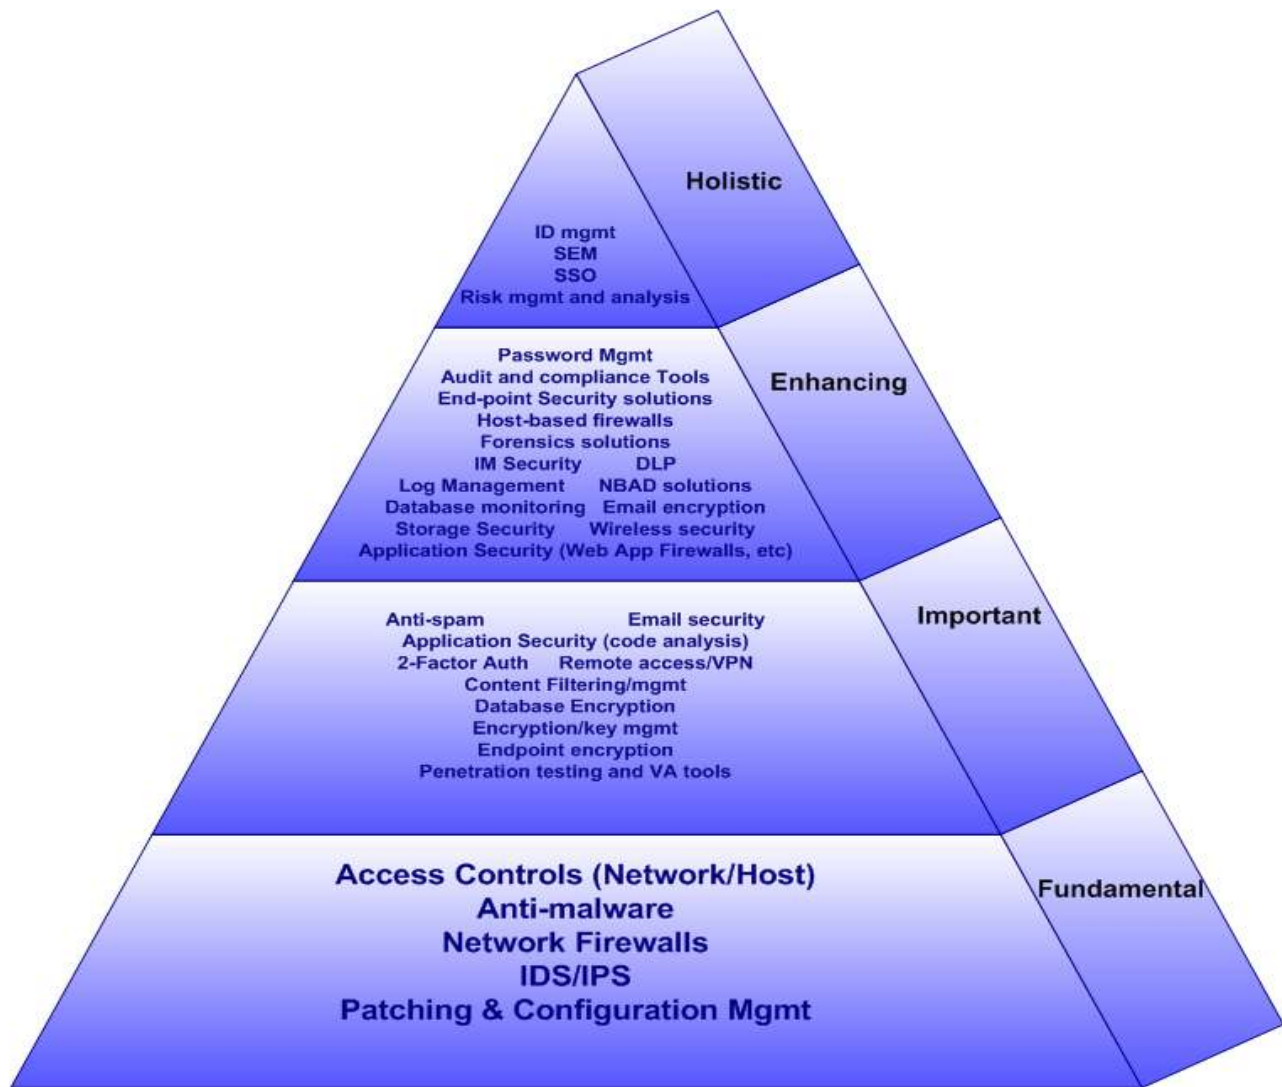 Holistic
ID mgmt
SEM
SSO
Risk mgmt and analysis
Enhancing
Password Mgmt
Audit and compliance Tools
End-point Security solutions
Host-based firewalls
Forensics solutions
IM Security DLP
Log Management NBAD solutions
Database monitoring Email encryption
Storage Security Wireless security
Application Security (Web App Firewalls, etc)
Important
Anti-spam Email security
Application Security (code analysis)
2-Factor Auth Remote access/VPN
Content Filtering/mgmt
Database Encryption
Encryption/key mgmt
Endpoint encryption
Penetration testing and VA tools
Fundamental
Access Controls (Network/Host)
Anti-malware
Network Firewalls
IDS/IPS
Patching & Configuration Mgmt